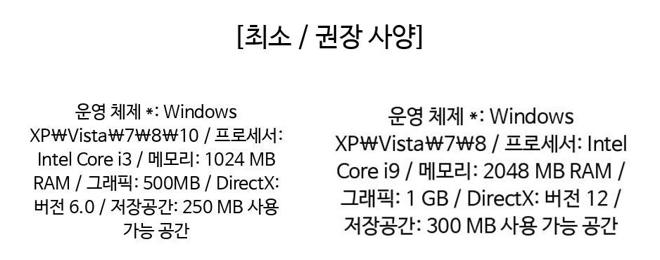 [최소 / 권장 사양]
운영 체제 *: Windows
XP₩Vista₩7₩8₩10 / 프로세서:
Intel Core i3 / 메모리: 1024 MB
RAM / 그래픽: 500MB / DirectX:
버전 6.0 / 저장공간: 250 MB 사용
가능 공간
운영 체제 *: Windows
XP₩Vista₩7₩8 / 프로세서: Intel
Core i9 / 메모리: 2048 MB RAM /
그래픽: 1 GB / DirectX: 버전 12 /
저장공간: 300 MB 사용 가능 공간